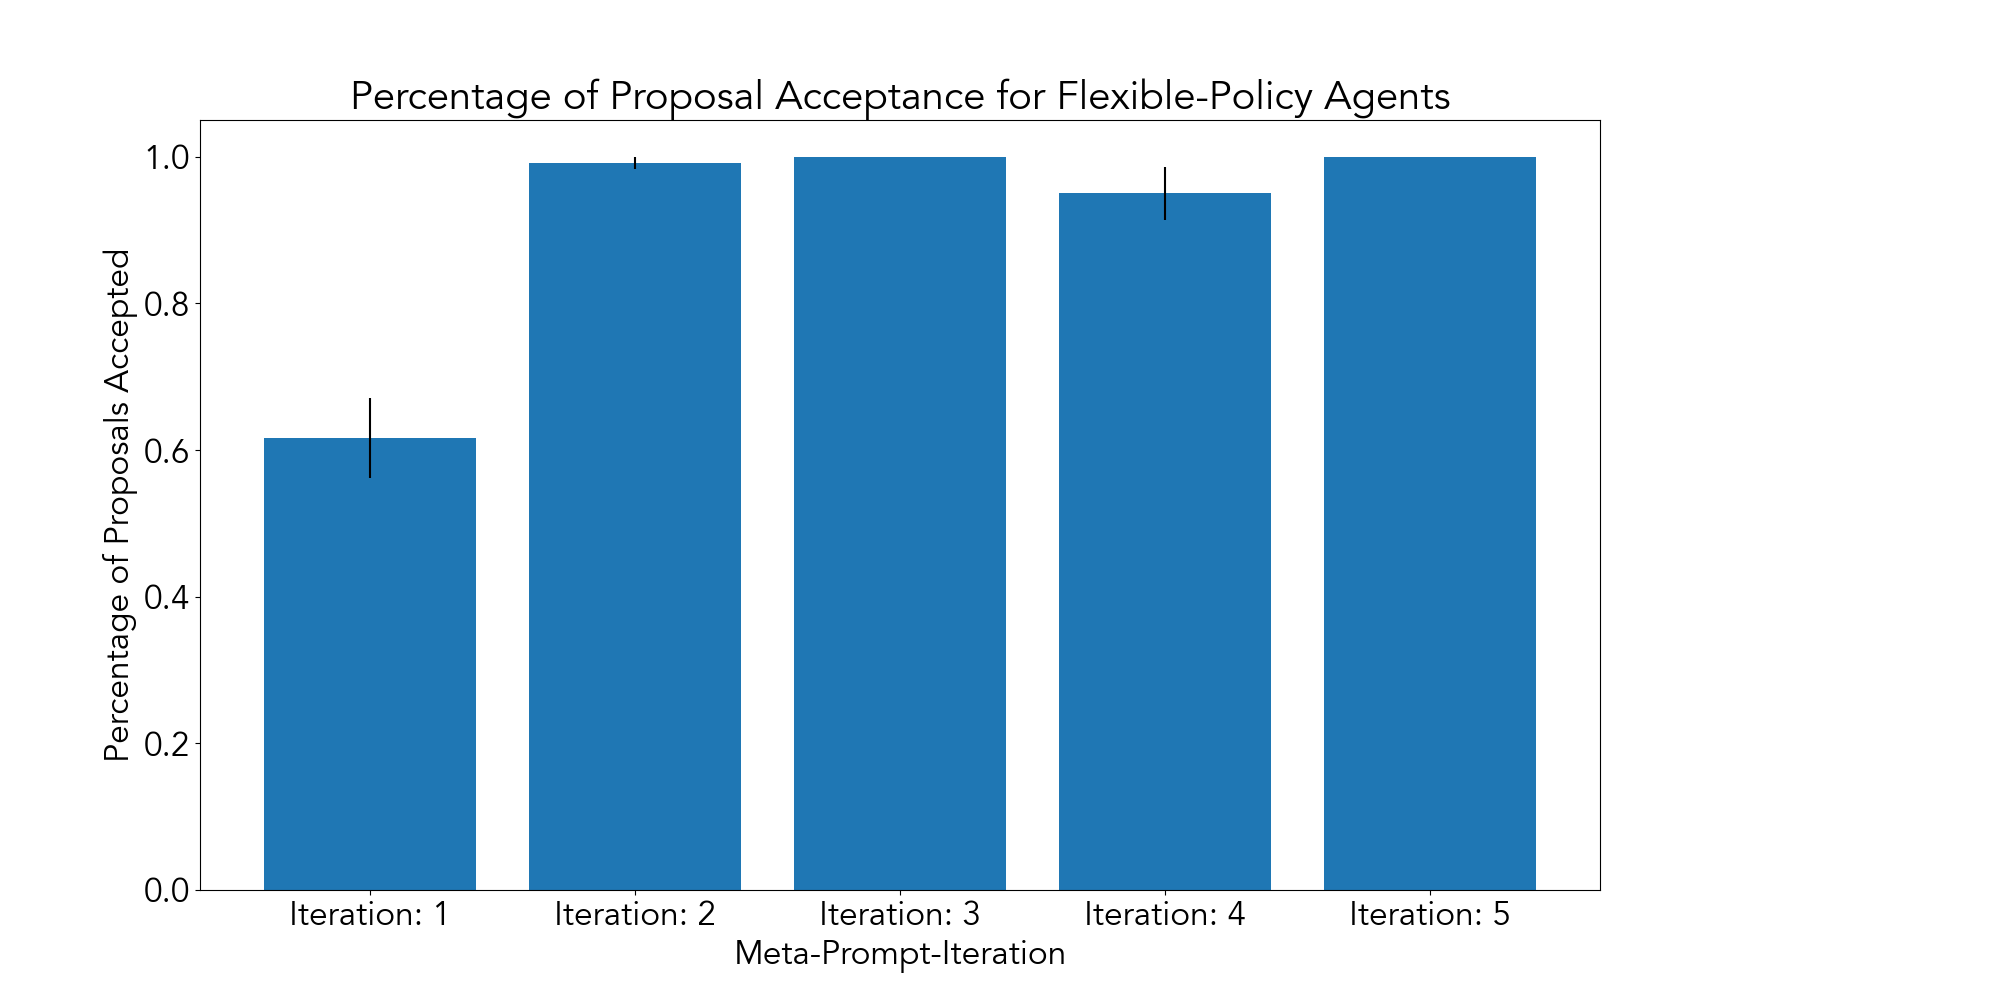 Percentage of Proposal Acceptance for Flexible-Policy Agents
Percentage of Proposals Accepted
1.0
0.8
0.6
0.4
0.2
0.0
Iteration: 1 Iteration: 2 Iteration: 3 Iteration: 4 Iteration: 5
Meta-Prompt-Iteration